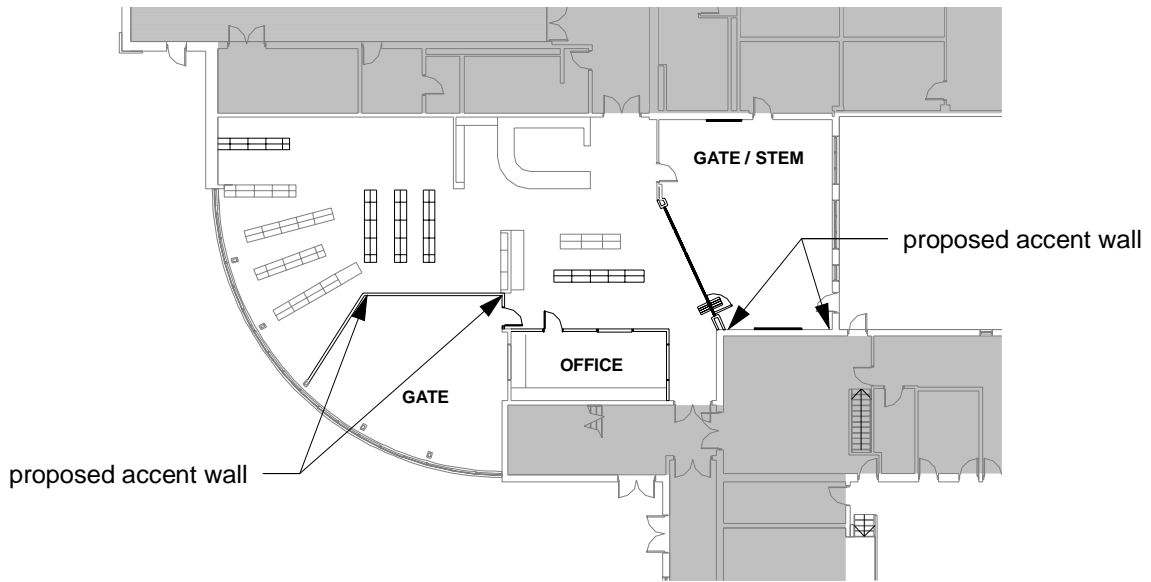 GATE / STEM
proposed accent wall
OFFICE
GATE
proposed accent wall